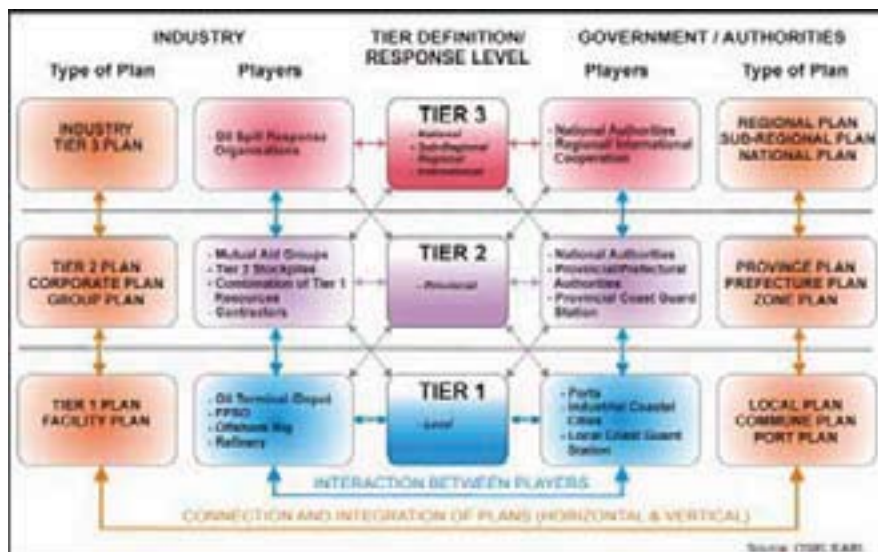 INDUSTRY
TIER DEFINITION/
RESPONSE LEVEL
GOVERNMENT / AUTHORITIES
Type of Plan
Players
Players
Type of Plan
INDUSTRY
TIER 3 PLAN
- Oil Spill Response
Organisations
TIER 3
- National
- Sub-Regional
Regional
- International
- National Authorities
- Regional/ International
Cooperation
REGIONAL PLAN
SUB-REGIONAL PLAN
NATIONAL PLAN
TIER 2 PLAN
CORPORATE PLAN
GROUP PLAN
- Mutual Aid Groups
- Tier 2 Stockpiles
- Combination of Tier 1
Resources
- Contractors
TIER 2
- Provincial
- National Authorities
- Provincial/Prefectural
Authorities
- Provincial Coast Guard
Station
PROVINCE PLAN
PREFECTURE PLAN
ZONE PLAN
TIER 1 PLAN
FACILITY PLAN
- Oil Terminal /Depot
- FPSO
- Offshore Rig
- Refinery
TIER 1
- Local
- Ports
- Industrial Coastal
Cities
- Local Coast Guard
Station
LOCAL PLAN
COMMUNE PLAN
PORT PLAN
INTERACTION BETWEEN PLAYERS
CONNECTION AND INTEGRATION OF PLANS (HORIZONTAL & VERTICAL)
Source: